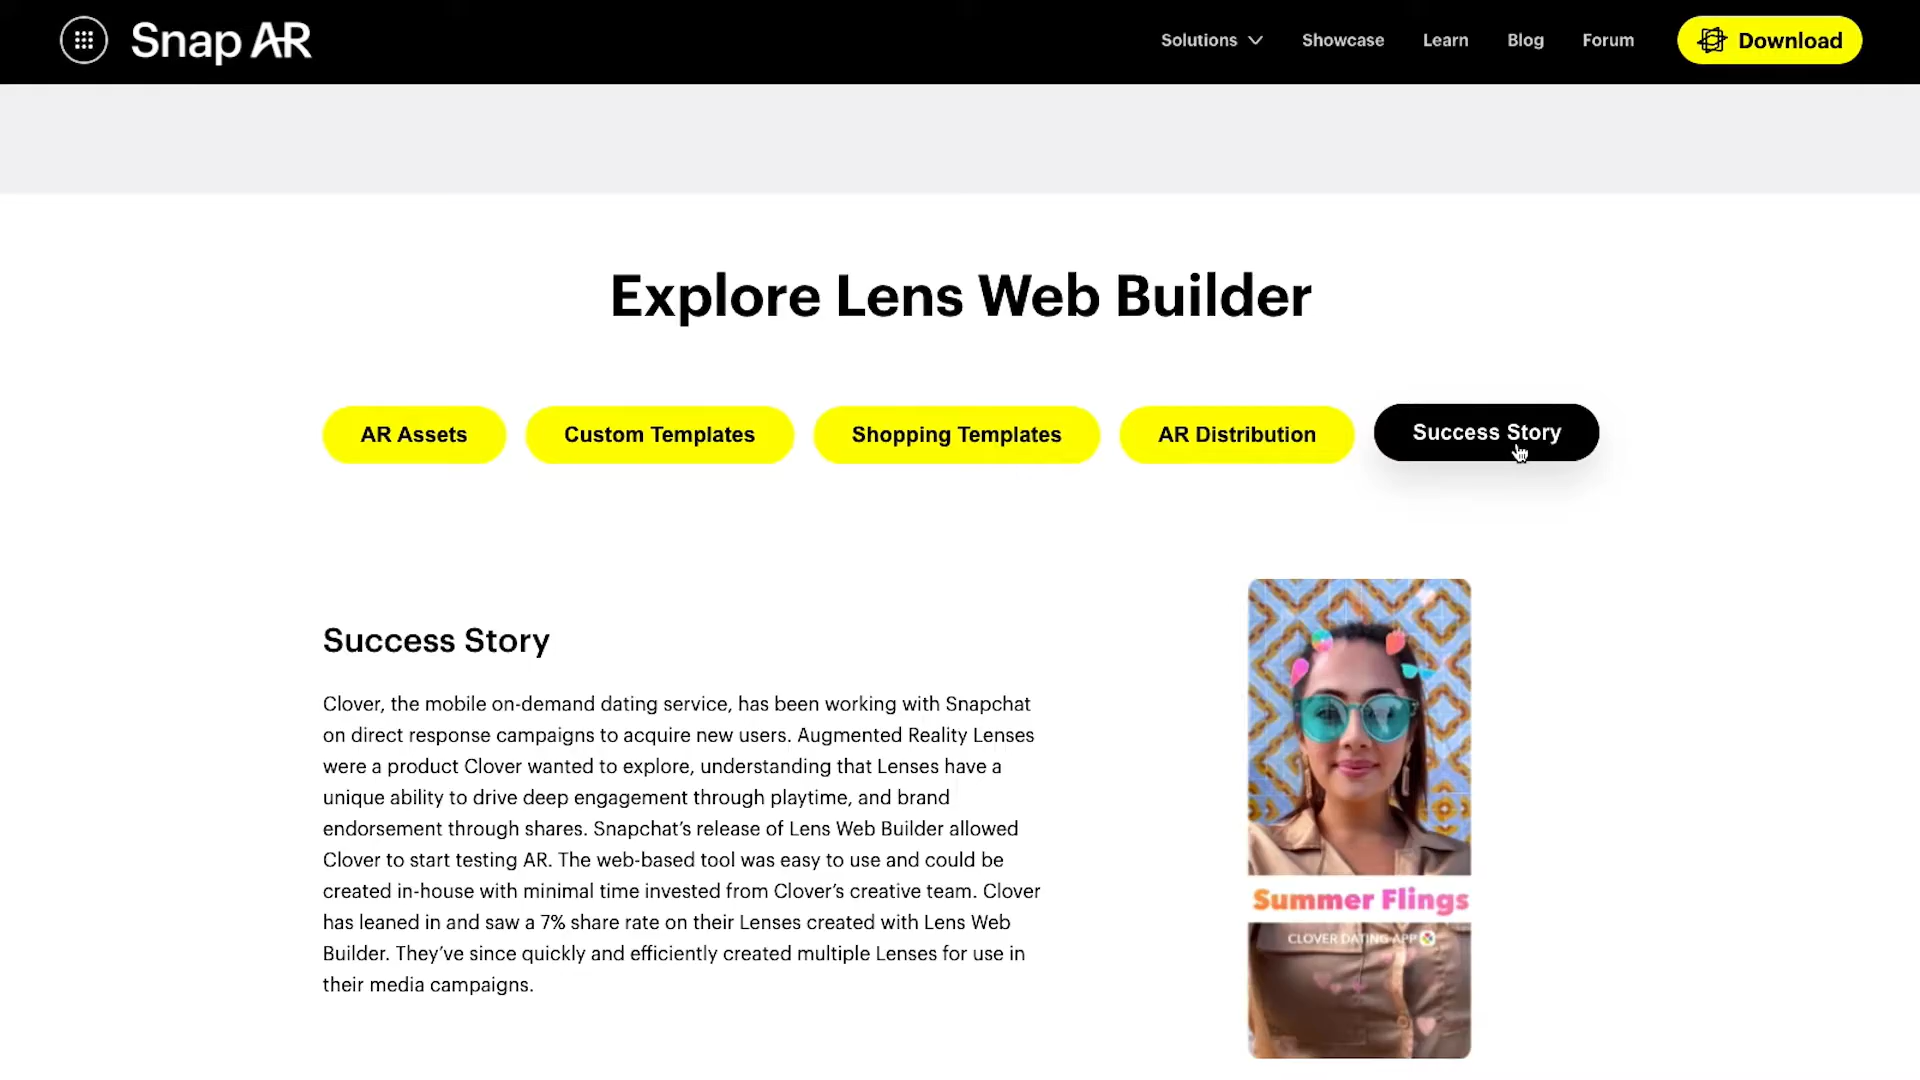 Snap AR
Solutions
Showcase
Learn
Blog
Forum
Download
Explore Lens Web Builder
AR Assets
Custom Templates
Shopping Templates
AR Distribution
Success Story
Success Story
Clover, the mobile on-demand dating service, has been working with Snapchat
on direct response campaigns to acquire new users. Augmented Reality Lenses
were a product Clover wanted to explore, understanding that Lenses have a
unique ability to drive deep engagement through playtime, and brand
endorsement through shares. Snapchat’s release of Lens Web Builder allowed
Clover to start testing AR. The web-based tool was easy to use and could be
created in-house with minimal time invested from Clover’s creative team. Clover
has leaned in and saw a 7% share rate on their Lenses created with Lens Web
Builder. They’ve since quickly and efficiently created multiple Lenses for use in
their media campaigns.
Summer Flings
CLOVER DATING APP